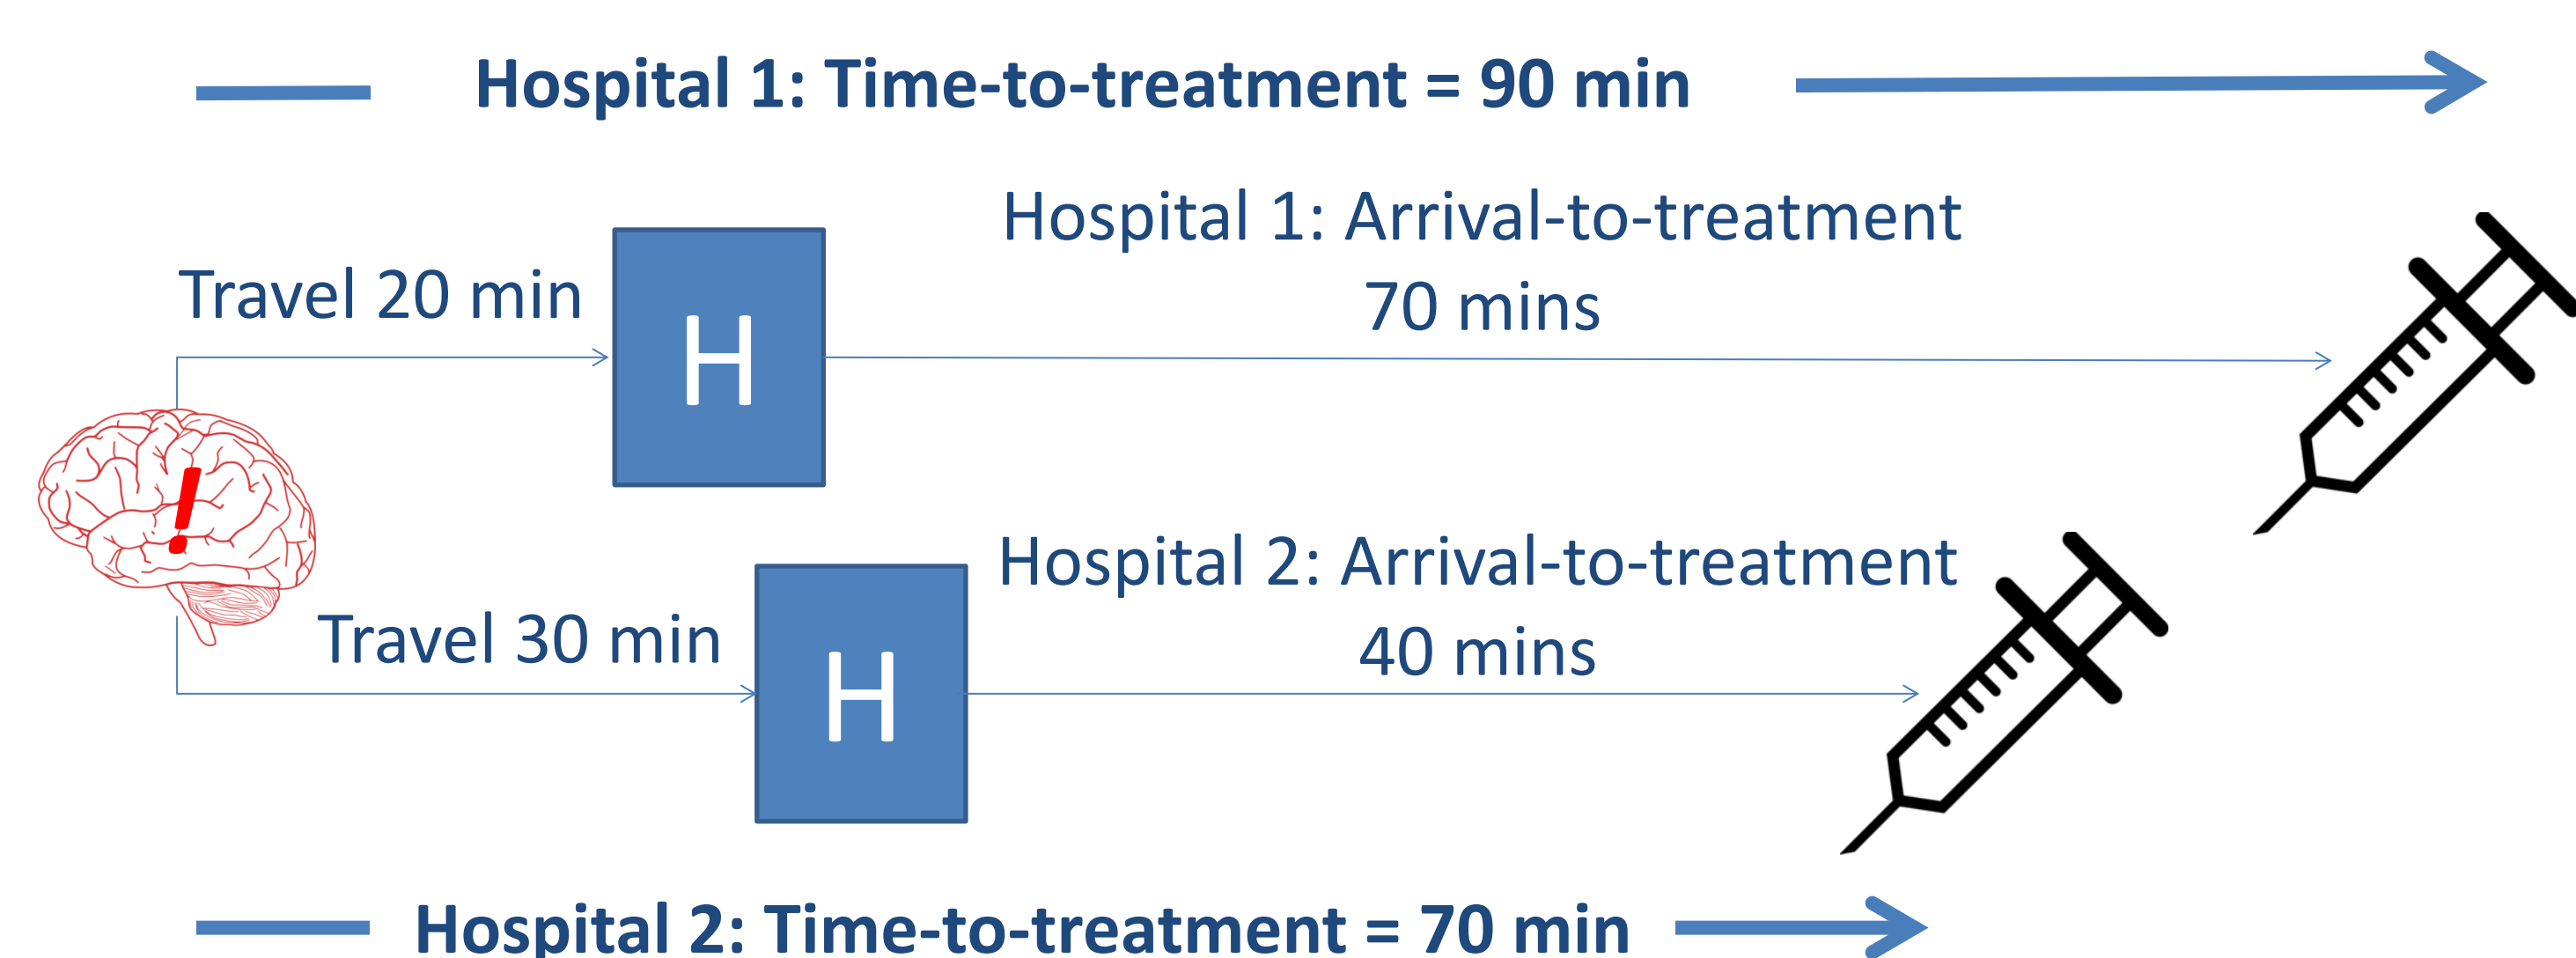 Hospital 1: Time-to-treatment = 90 min
Hospital 1: Arrival-to-treatment
70 mins
Travel 20 min
H
!
Hospital 2: Arrival-to-treatment
40 mins
Travel 30 min
H
Hospital 2: Time-to-treatment = 70 min